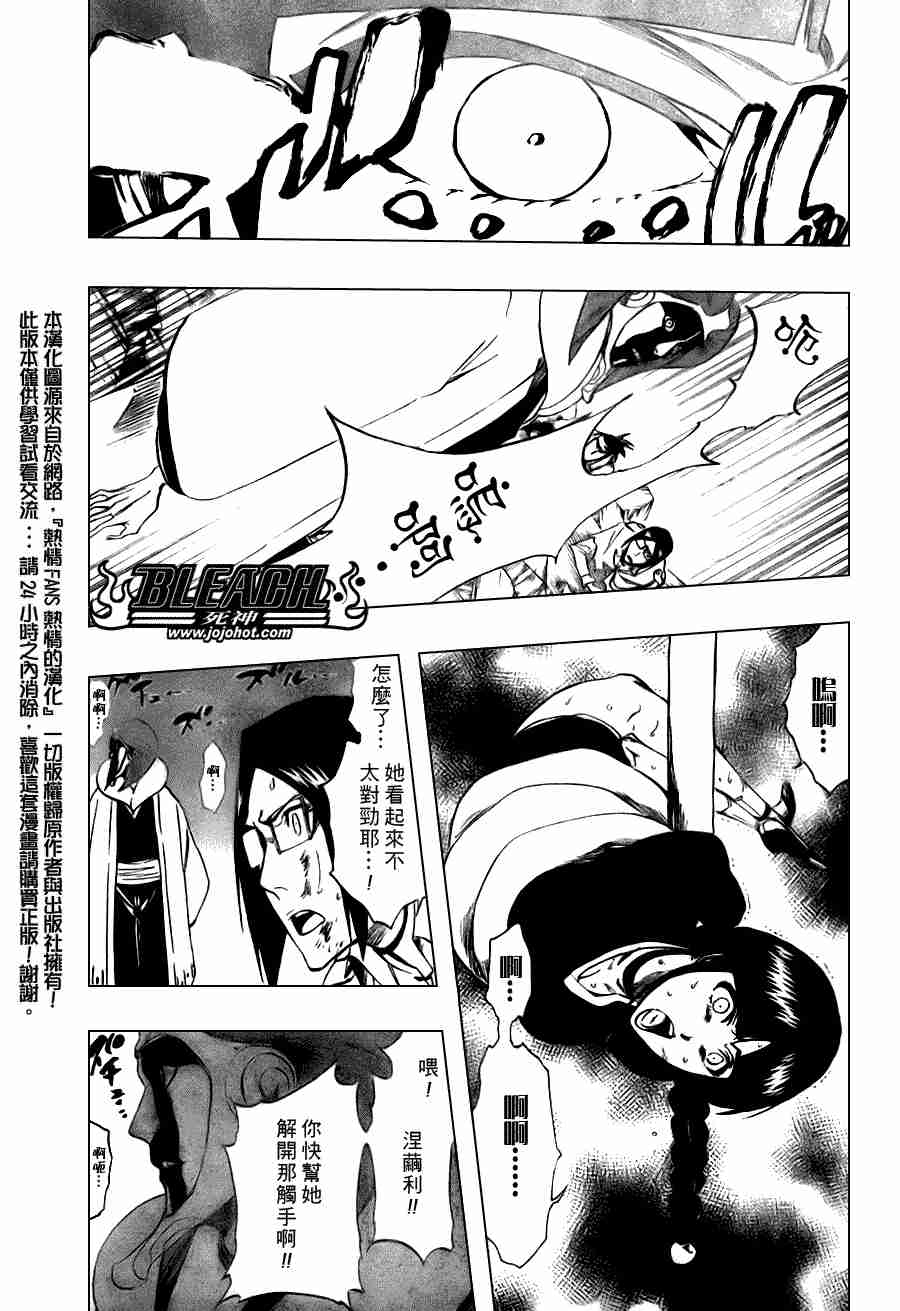 呃…
嗚…啊…
BLEACH
死神
www.jojohot.com
嗚啊…
啊…
啊啊…
怎麼了…
她看起來不
太對勁耶…！
啊…
啊啊…
喂！
涅繭利!!
你快幫她
解開那觸手啊!!
啊呃…
本漢化圖源來自於網路，『熱情FANS熱情的漢化』一切版權歸原作者與出版社擁有！
此版本僅供學習試看交流…請24小時之內消除，喜歡這套漫畫請購買正版！謝謝。